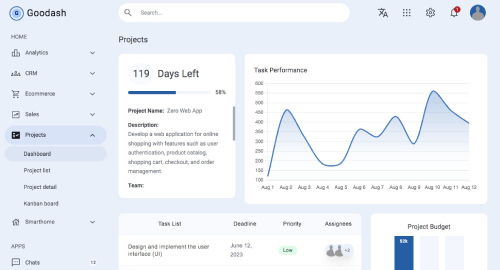 Goodash
Search...
1
HOME
Analytics
CRM
Ecommerce
Sales
Projects
Dashboard
Project list
Project detail
Kanban board
Smarthome
APPS
Chats
12
Projects
119 Days Left
58%
Project Name: Zero Web App
Description:
Develop a web application for online
shopping with features such as user
authentication, product catalog,
shopping cart, checkout, and order
management.
Team:
Task Performance
600
550
500
450
400
350
300
250
200
150
100
Aug 1 Aug 2 Aug 3 Aug 4 Aug 5 Aug 6 Aug 7 Aug 8 Aug 9 Aug 10 Aug 11 Aug 12
Task List Deadline Priority Assignees
Design and implement the user
interface (UI)
June 12,
2023
Low
+2
Project Budget
92k